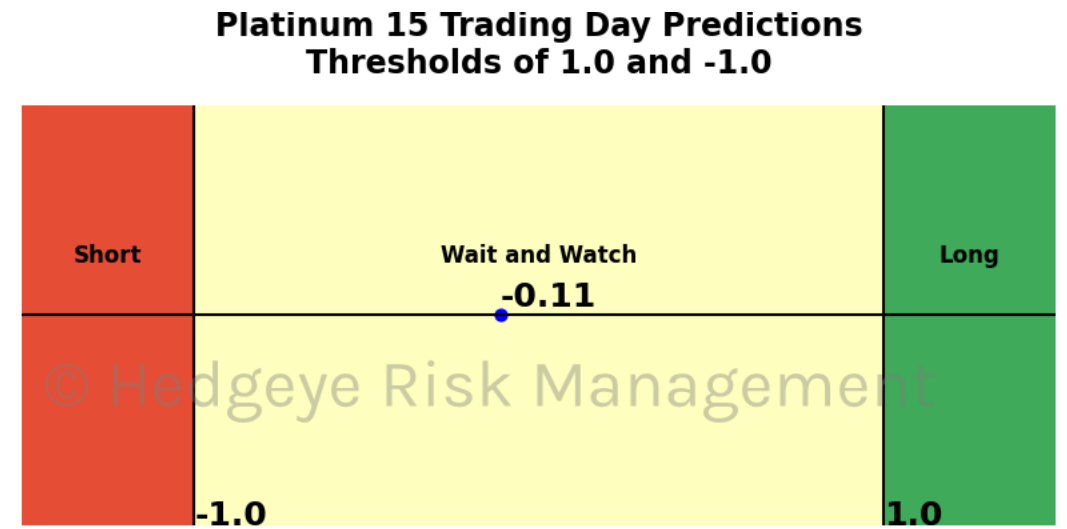 Platinum 15 Trading Day Predictions
Thresholds of 1.0 and -1.0
Short
Wait and Watch
Long
-0.11
© Hedgeye Risk Management
-1.0
1.0